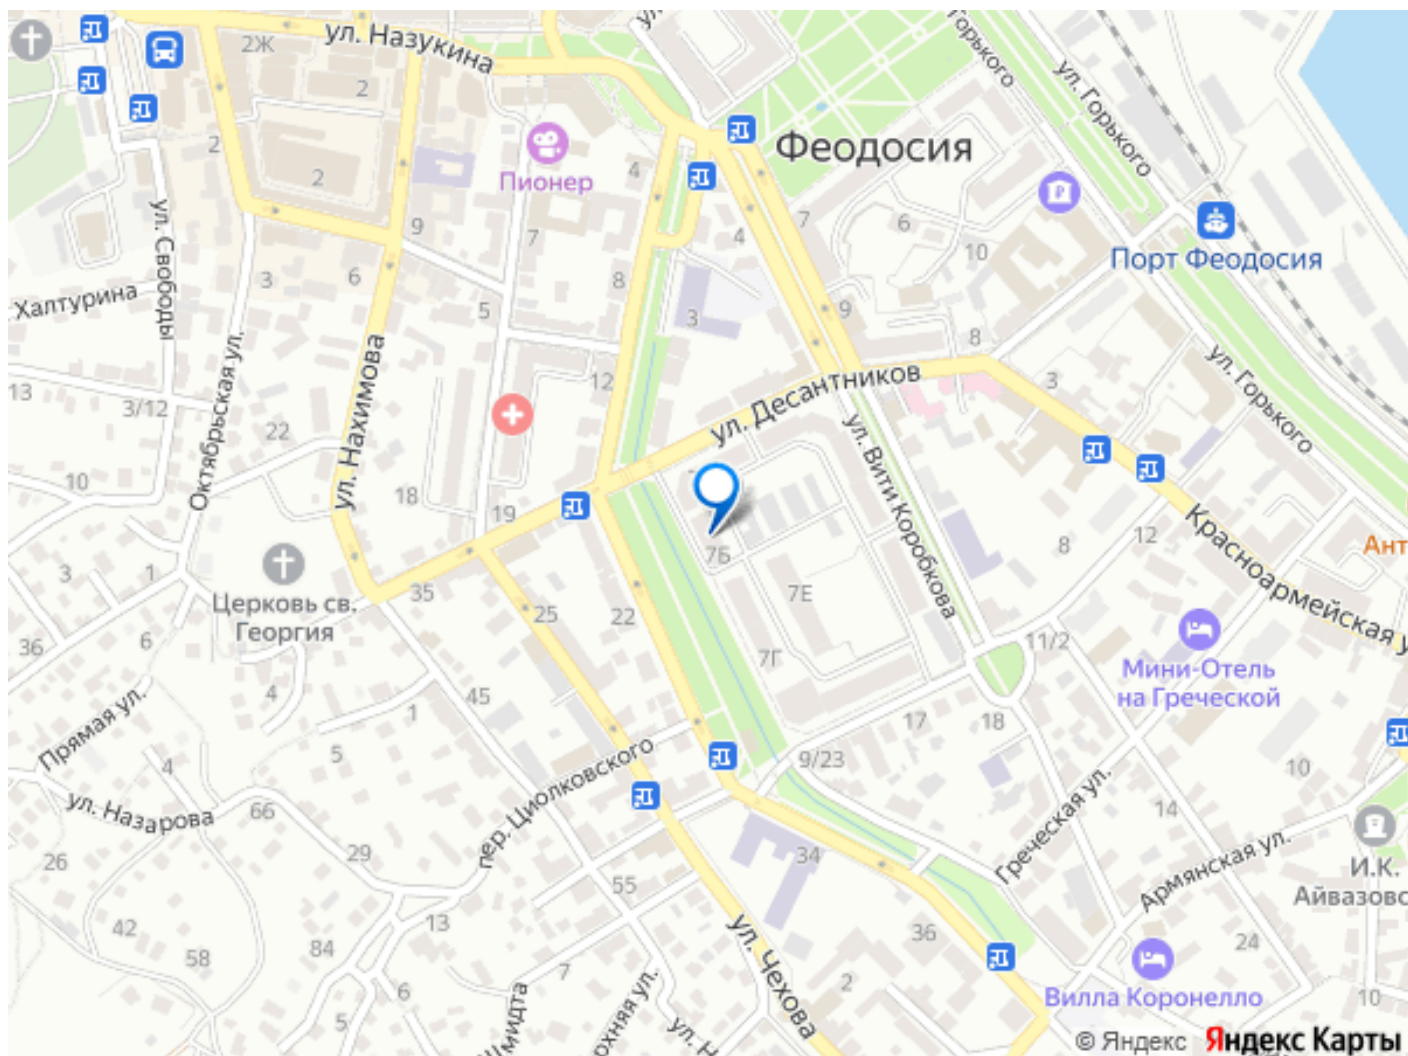 ул. Назукина
2Ж
2
Горького
ул. Горького
Феодосия
Пионер
2
2
4
4
7
6
10
9
7
ул. Свободы
Порт Феодосия
3
6
8
5
3
9
8
Халтурина
13
3/12
Октябрьская ул.
ул. Нахимова
12
ул. Десантников
3
ул. Горького
22
10
18
19
ул. Вити Коробкова
12
8
Красноармейская у
Ант
3
1
Церковь св.
Георгия
35
25
22
7Б
7Е
7Г
36
6
4
45
1
5
11/2
Мини-Отель
на Греческой
17
18
9/23
Прямая ул.
4
ул. Назарова
66
пер. Циолковского
10
14
Греческая ул.
Армянская ул.
И.К.
Айвазовс
26
29
34
55
13
42
58
84
36
24
6
7
5
2
ул. Чехова
Шмидта
рхняя ул.
ул. Н
Вилла Коронелло
10
© Яндекс Яндекс Карты